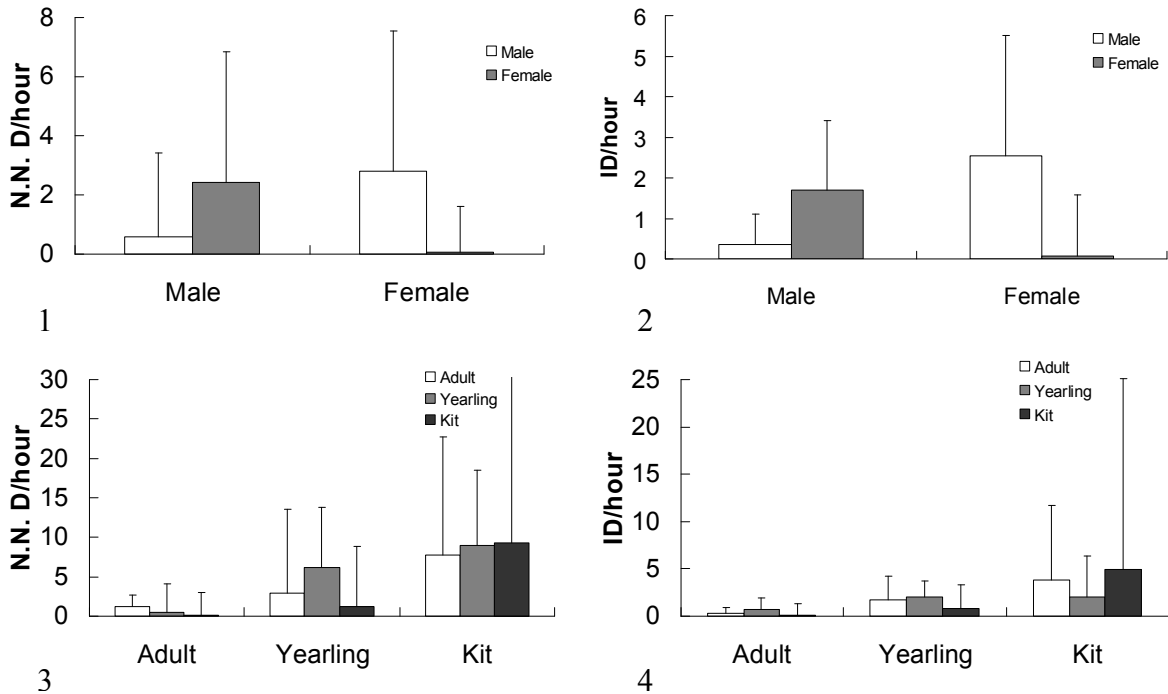 8
6
4
2
0
N.N. D/hour
Male
Female
Male
Female
1
6
5
4
3
2
1
0
ID/hour
Male
Female
Male
Female
2
30
25
20
15
10
5
0
N.N. D/hour
Adult
Yearling
Kit
Adult
Yearling
Kit
3
25
20
15
10
5
0
ID/hour
Adult
Yearling
Kit
Adult
Yearling
Kit
4